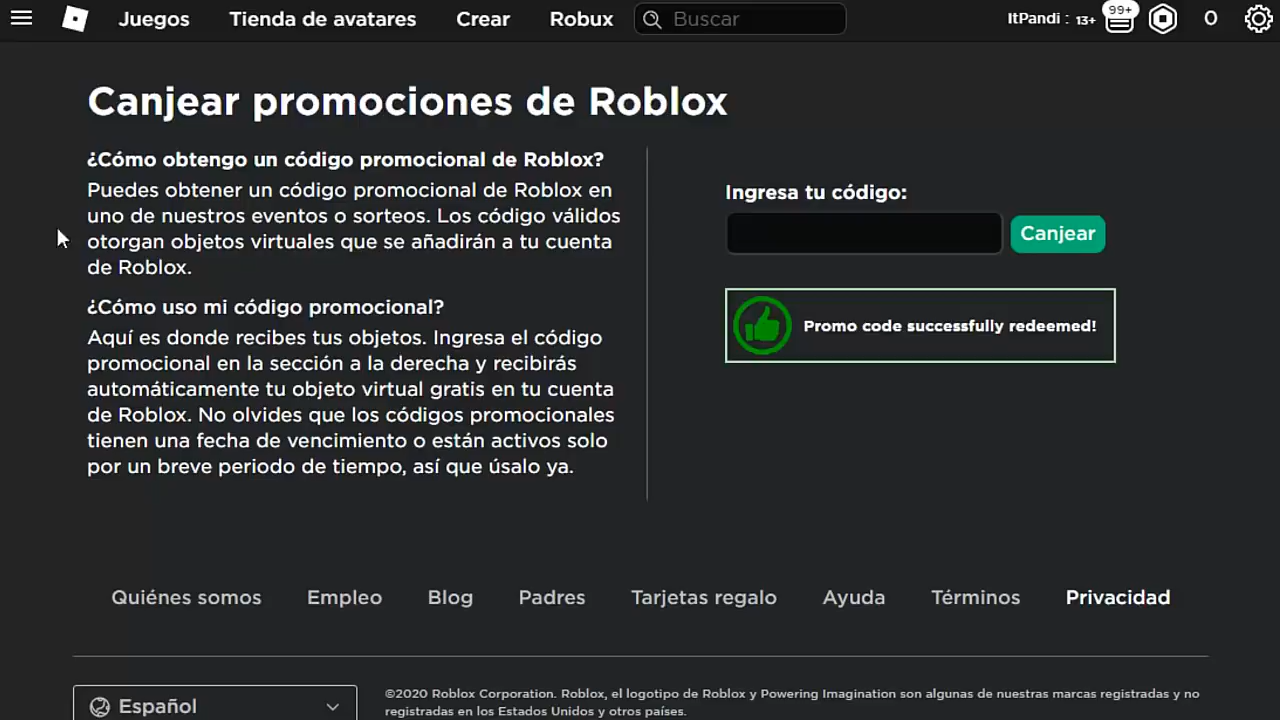 Juegos Tienda de avatares Crear Robux Buscar ItPandi : 13+ 99+ 0
Canjear promociones de Roblox
¿Cómo obtengo un código promocional de Roblox?
Puedes obtener un código promocional de Roblox en
uno de nuestros eventos o sorteos. Los código válidos
otorgan objetos virtuales que se añadirán a tu cuenta
de Roblox.
¿Cómo uso mi código promocional?
Aquí es donde recibes tus objetos. Ingresa el código
promocional en la sección a la derecha y recibirás
automáticamente tu objeto virtual gratis en tu cuenta
de Roblox. No olvides que los códigos promocionales
tienen una fecha de vencimiento o están activos solo
por un breve periodo de tiempo, así que úsalo ya.
Ingresa tu código:
Canjear
Promo code successfully redeemed!
Quiénes somos Empleo Blog Padres Tarjetas regalo Ayuda Términos Privacidad
Español
©2020 Roblox Corporation. Roblox, el logotipo de Roblox y Powering Imagination son algunas de nuestras marcas registradas y no
registradas en los Estados Unidos y otros países.